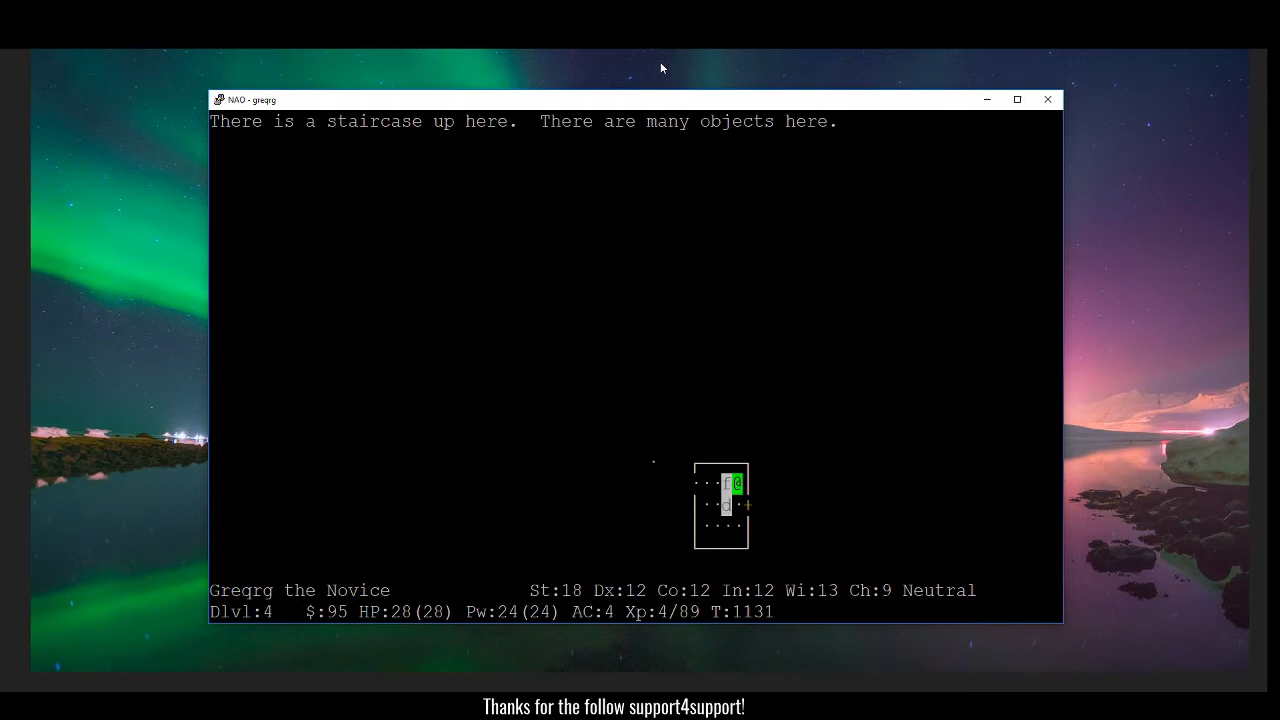 NAO - greqrg
There is a staircase up here.  There are many objects here.
. . . f @
. . d . +
. . . .
Greqrg the Novice St:18 Dx:12 Co:12 In:12 Wi:13 Ch:9 Neutral
Dlvl:4 $:95 HP:28(28) Pw:24(24) AC:4 Xp:4/89 T:1131
Thanks for the follow support4support!